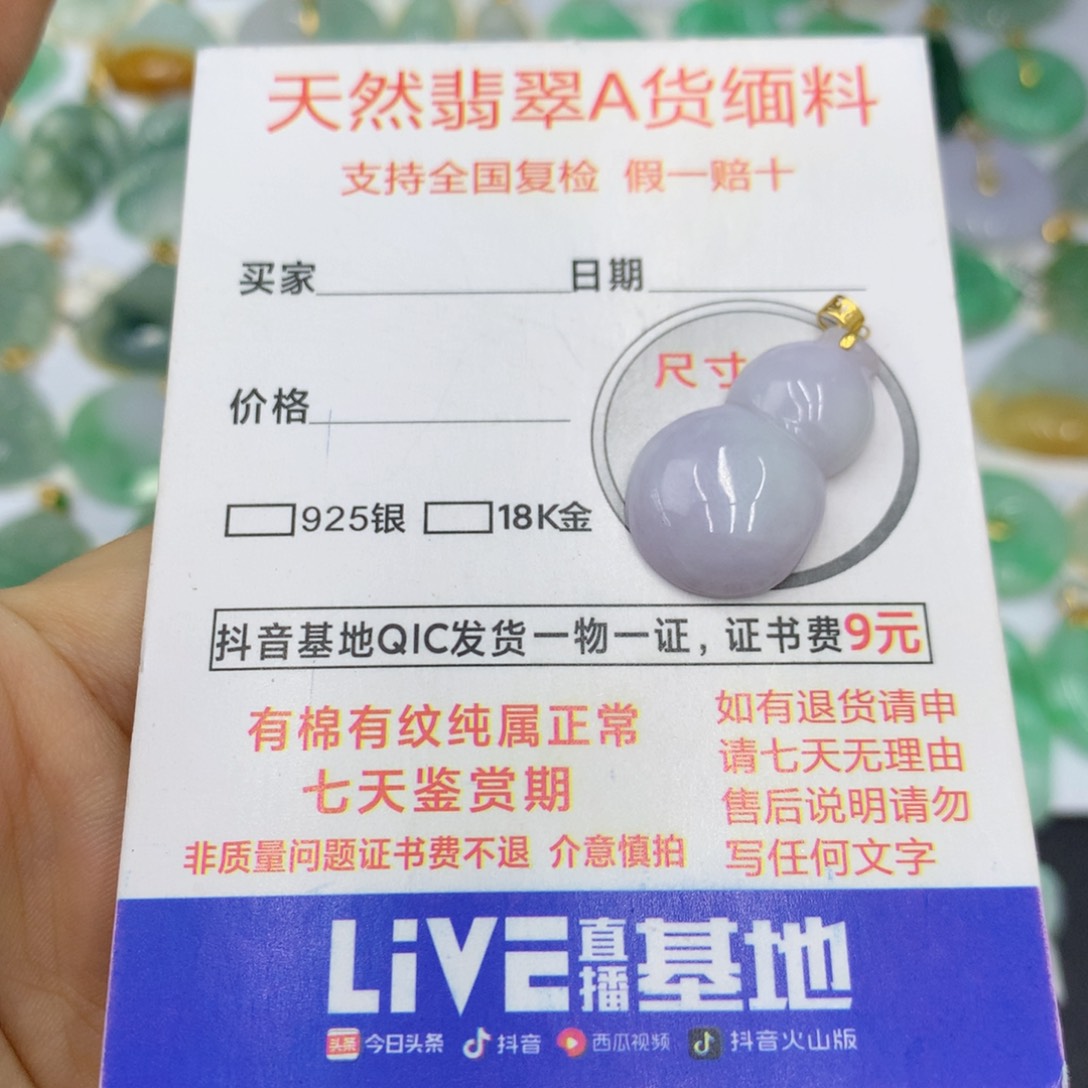 天然翡翠A货缅料
支持全国复检 假一赔十
买家 日期
尺寸
价格
925银 18K金
抖音基地QIC发货一物一证，证书费9元
有棉有纹纯属正常
七天鉴赏期
非质量问题证书费不退 介意慎拍
如有退货请申
请七天无理由
售后说明请勿
写任何文字
LiVE直播基地
头条 今日头条 抖音 西瓜视频 抖音火山版